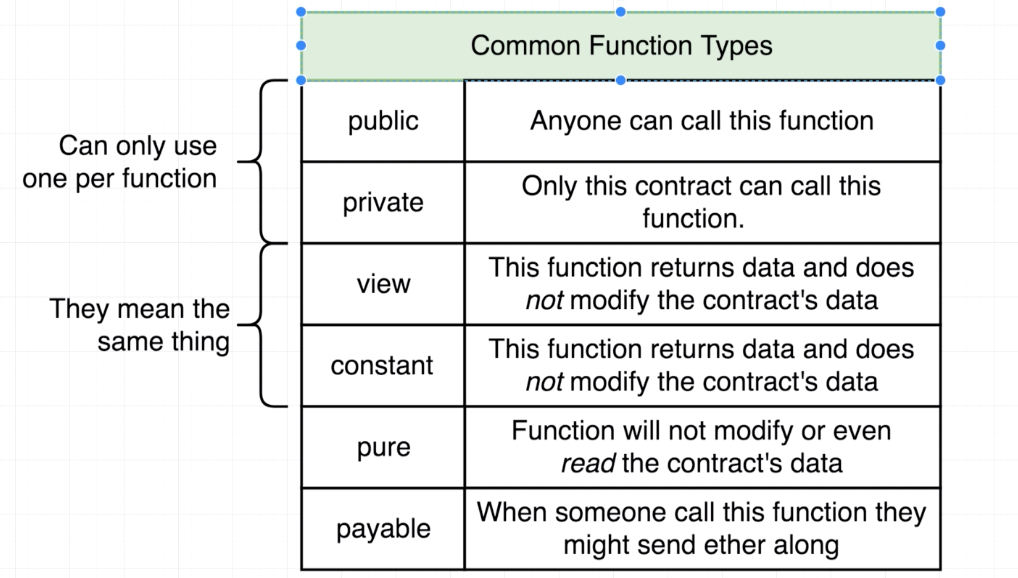 Common Function Types
Can only use
one per function
public
Anyone can call this function
private
Only this contract can call this
function.
They mean the
same thing
view
This function returns data and does
not modify the contract's data
constant
This function returns data and does
not modify the contract's data
pure
Function will not modify or even
read the contract's data
payable
When someone call this function they
might send ether along